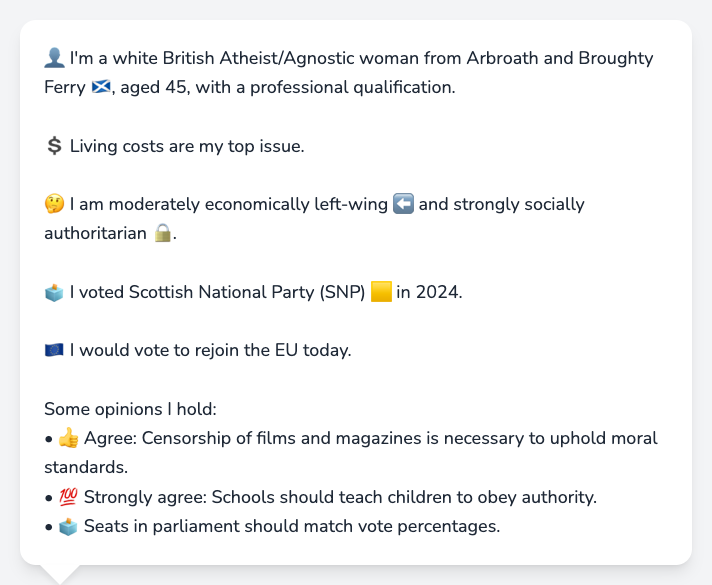 👤 I'm a white British Atheist/Agnostic woman from Arbroath and Broughty
Ferry 🏴󠁧󠁢󠁳󠁣󠁴󠁿, aged 45, with a professional qualification.
💲 Living costs are my top issue.
🤔 I am moderately economically left-wing ⬅️ and strongly socially
authoritarian 🔒.
🗳️ I voted Scottish National Party (SNP) 🟨 in 2024.
🇪🇺 I would vote to rejoin the EU today.
Some opinions I hold:
• 👍 Agree: Censorship of films and magazines is necessary to uphold moral
standards.
• 💯 Strongly agree: Schools should teach children to obey authority.
• 🗳️ Seats in parliament should match vote percentages.